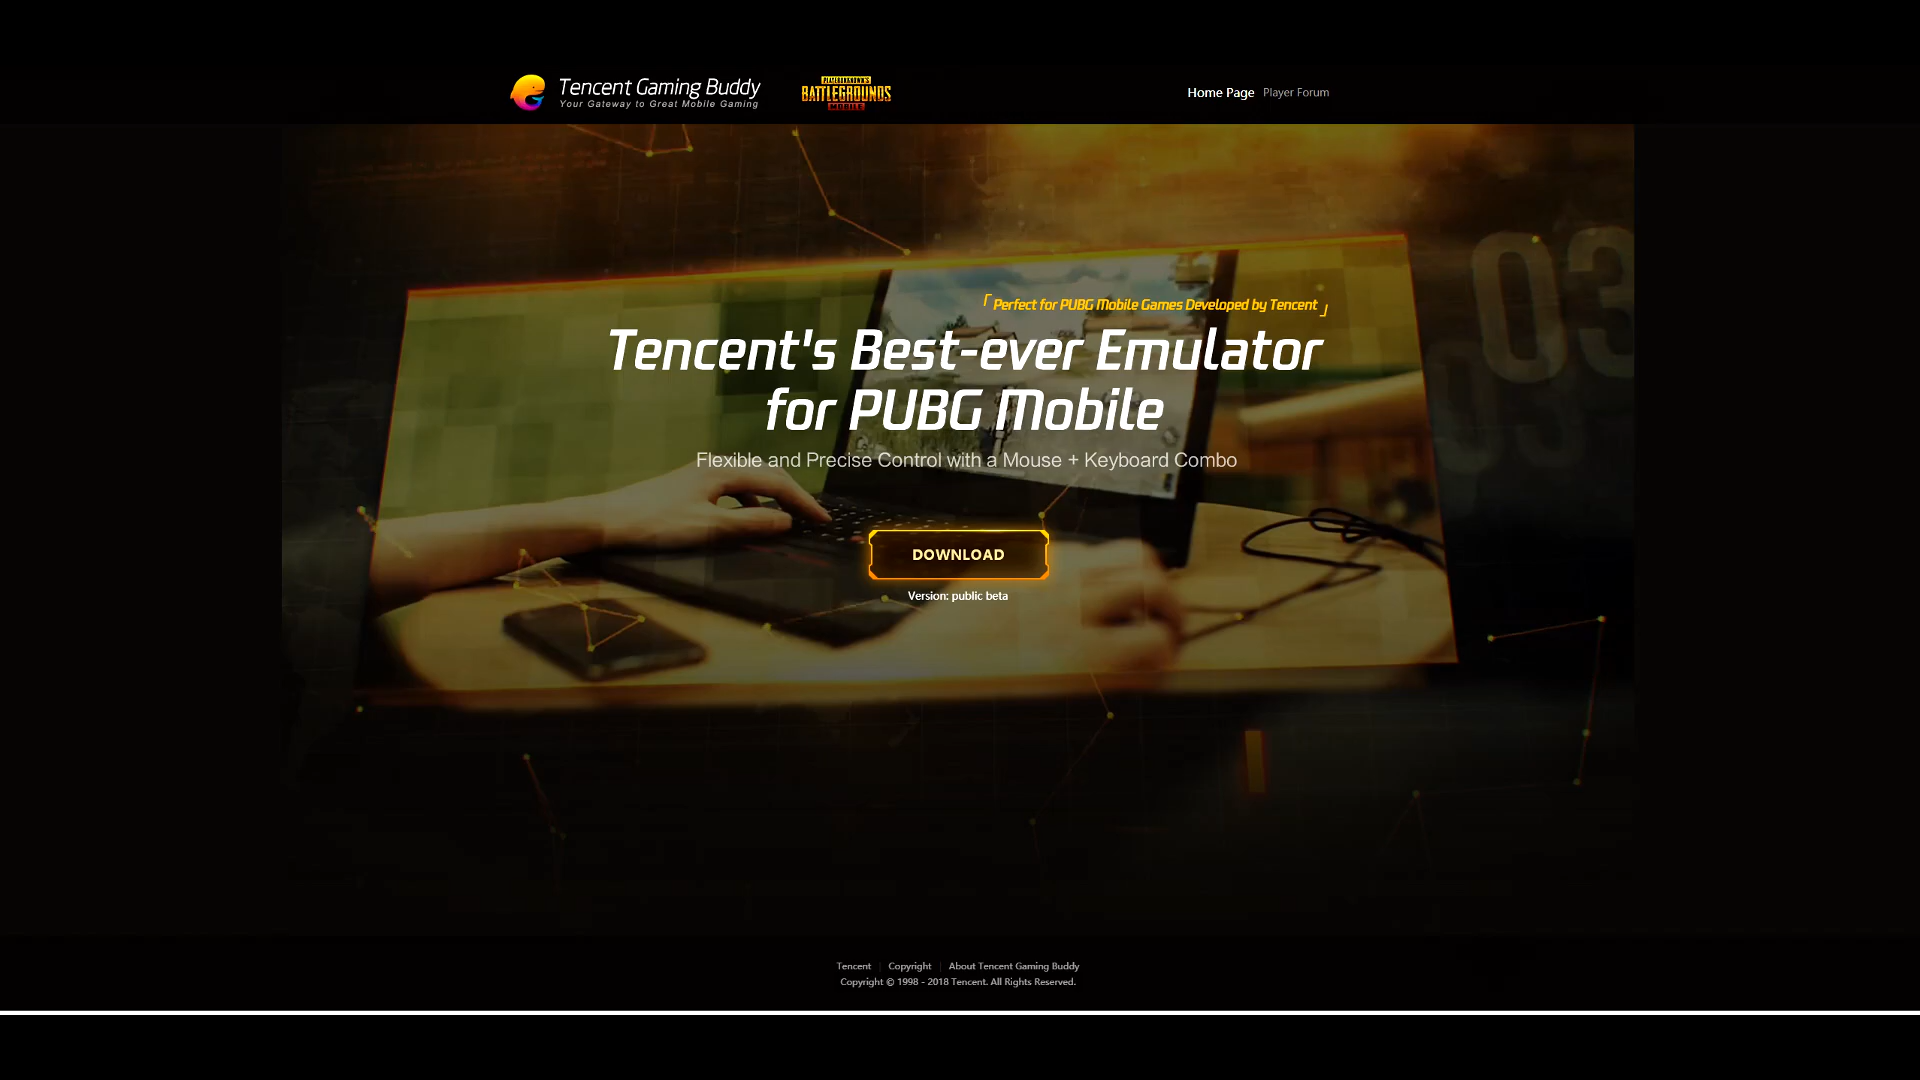 Tencent Gaming Buddy
Your Gateway to Great Mobile Gaming
PLAYERUNKNOWN'S
BATTLEGROUNDS
MOBILE
Home Page Player Forum
03
「Perfect for PUBG Mobile Games Developed by Tencent」
Tencent's Best-ever Emulator
for PUBG Mobile
Flexible and Precise Control with a Mouse + Keyboard Combo
DOWNLOAD
Version: public beta
Tencent | Copyright | About Tencent Gaming Buddy
Copyright © 1998 - 2018 Tencent. All Rights Reserved.